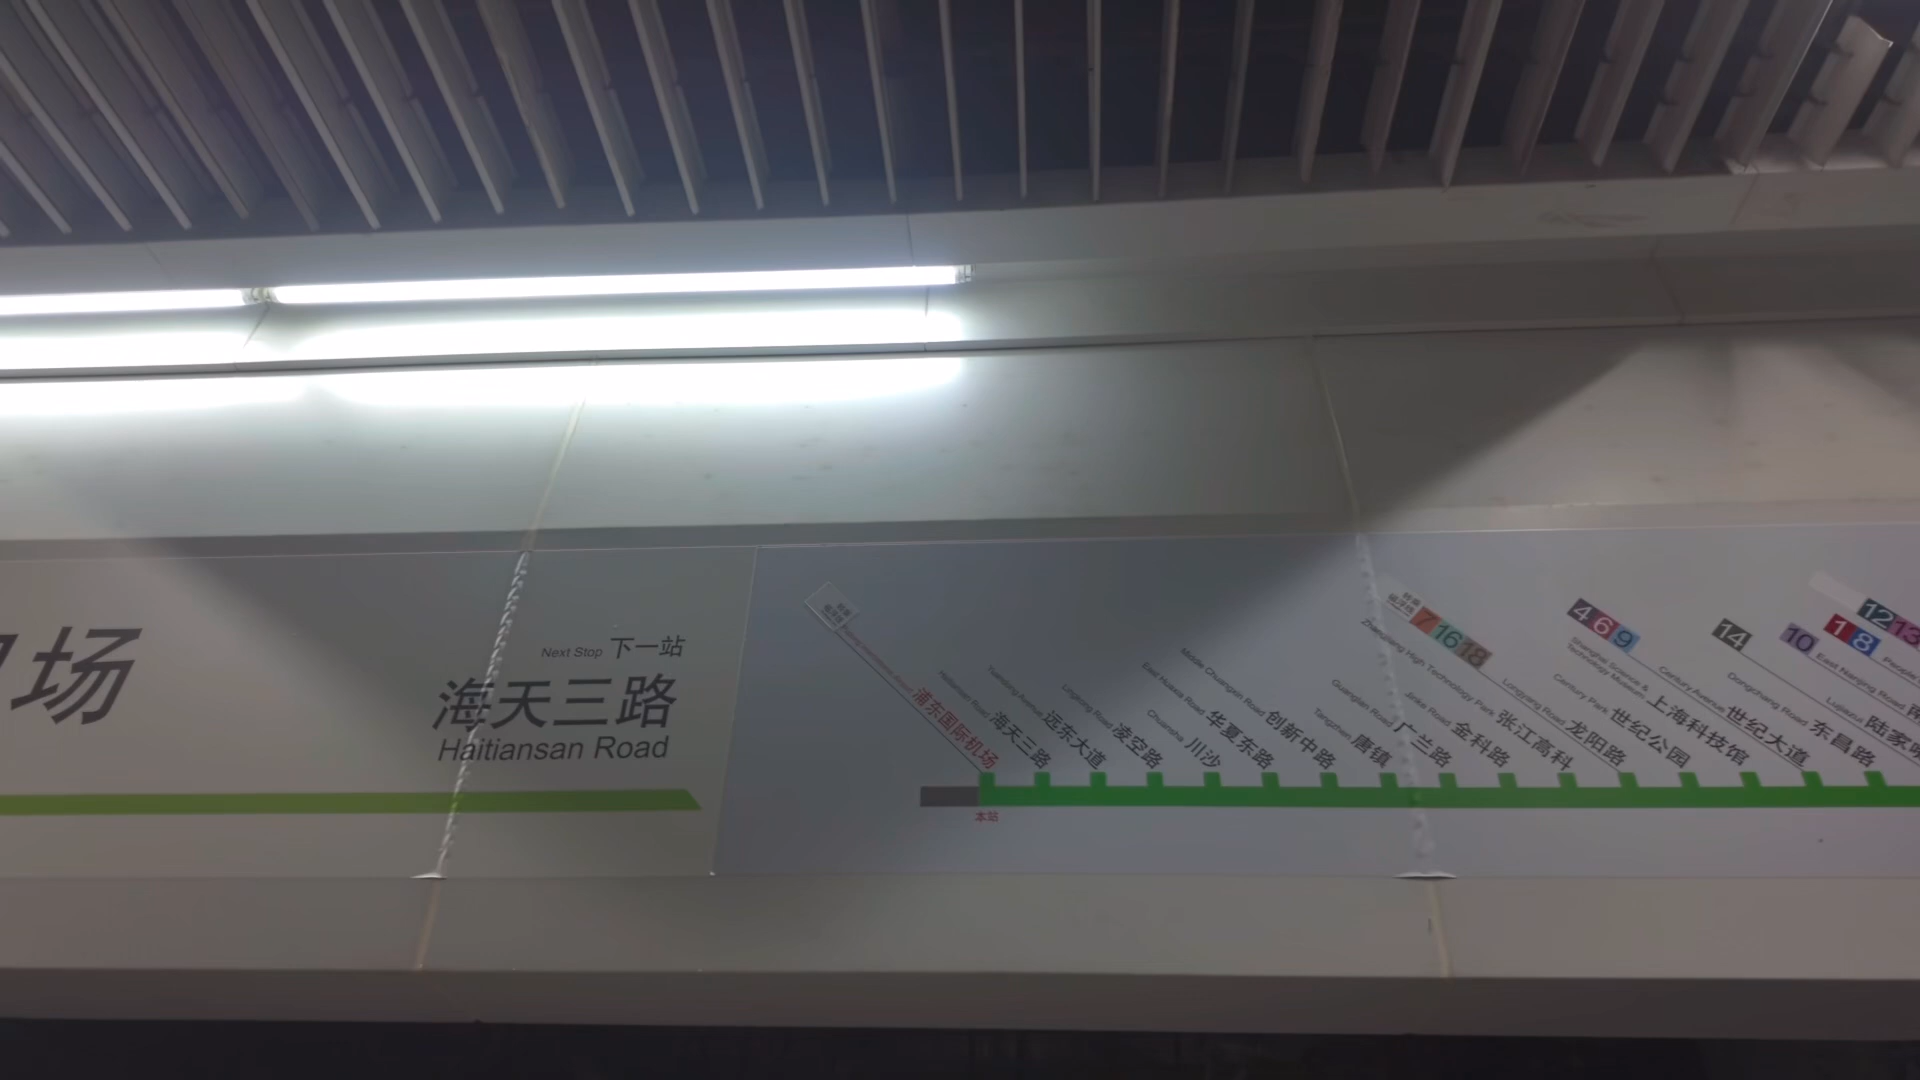 场
Next Stop 下一站
海天三路
Haitiansan Road
浦东国际机场
本站
Haitiansan Road 海天三路
Yuandong Avenue 远东大道
Lingkong Road 凌空路
Chuansha 川沙
East Huaxia Road 华夏东路
Middle Chuangxin Road 创新中路
Tangzhen 唐镇
Guanglan Road 广兰路
Jinke Road 金科路
Zhangjiang High Technology Park 张江高科
磁浮线 7 16 18
Longyang Road 龙阳路
Century Park 世纪公园
Shanghai Science &
Technology Museum 上海科技馆
4 6 9
Century Avenue 世纪大道
Dongchang Road 东昌路
14
Lujiazui 陆家
10
East Nanjing Road 南
1 8
12 13